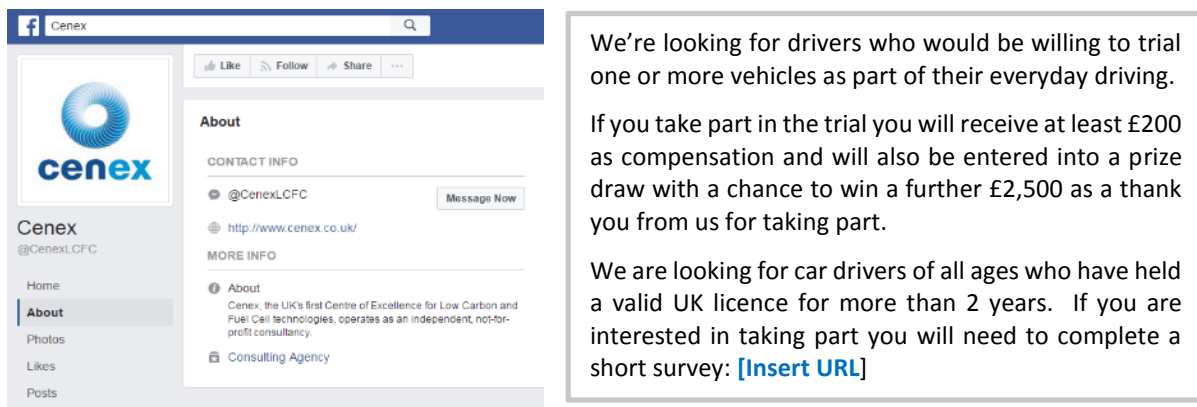 Cenex
Like
Follow
Share
cenex
Cenex
@CenexLCFC
Home
About
Photos
Likes
Posts
About
CONTACT INFO
@CenexLCFC
Message Now
http://www.cenex.co.uk/
MORE INFO
About
Cenex, the UK's first Centre of Excellence for Low Carbon and
Fuel Cell technologies, operates as an independent, not-for-
profit consultancy.
Consulting Agency
We’re looking for drivers who would be willing to trial
one or more vehicles as part of their everyday driving.
If you take part in the trial you will receive at least £200
as compensation and will also be entered into a prize
draw with a chance to win a further £2,500 as a thank
you from us for taking part.
We are looking for car drivers of all ages who have held
a valid UK licence for more than 2 years. If you are
interested in taking part you will need to complete a
short survey: [Insert URL]